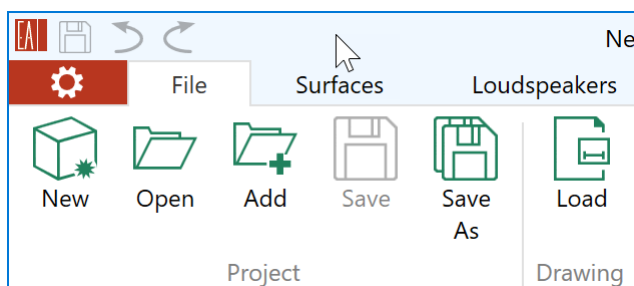 EA
Ne
File Surfaces Loudspeakers
New Open Add Save Save As Load
Project Drawing